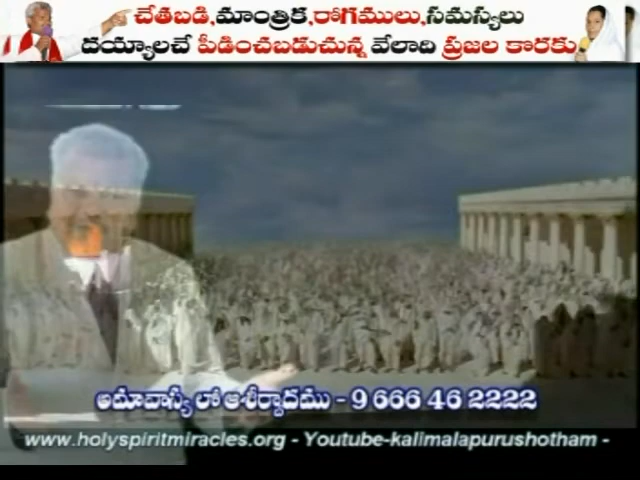 చేతబడి,మాంత్రిక,రోగములు,సమస్యలు
దయ్యాలచే పీడించబడుచున్న వేలాది ప్రజల కొరకు
అమావాస్యలో ఆశీర్వాదము - 9 666 46 2222
www.holyspiritmiracles.org - Youtube-kalimalapurushotham -